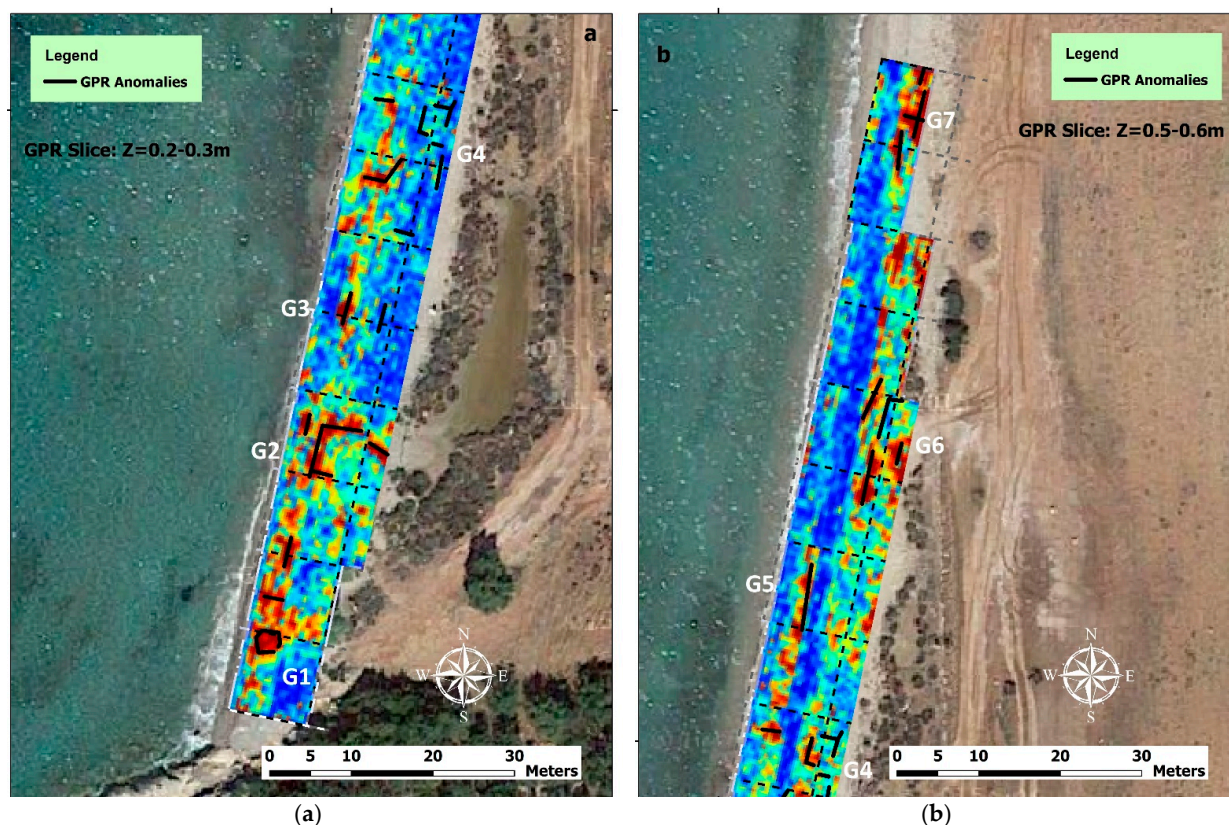 a
Legend
GPR Anomalies
GPR Slice: Z=0.2-0.3m
G4
G3
G2
G1
N
W E
S
0 5 10 20 30
Meters
(a)
b
Legend
GPR Anomalies
G7
GPR Slice: Z=0.5-0.6m
G6
G5
G4
N
W E
S
0 5 10 20 30
Meters
(b)